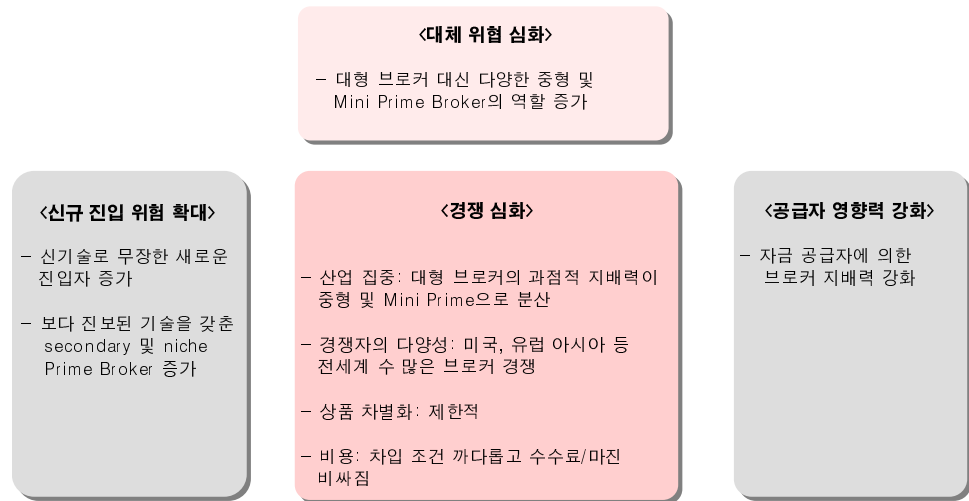 <대체 위협 심화>
- 대형 브로커 대신 다양한 중형 및
Mini Prime Broker의 역할 증가
<신규 진입 위험 확대>
- 신기술로 무장한 새로운
진입자 증가
- 보다 진보된 기술을 갖춘
secondary 및 niche
Prime Broker 증가
<경쟁 심화>
- 산업 집중: 대형 브로커의 과점적 지배력이
중형 및 Mini Prime으로 분산
- 경쟁자의 다양성: 미국, 유럽 아시아 등
전세계 수 많은 브로커 경쟁
- 상품 차별화: 제한적
- 비용: 차입 조건 까다롭고 수수료/마진
비싸짐
<공급자 영향력 강화>
- 자금 공급자에 의한
브로커 지배력 강화